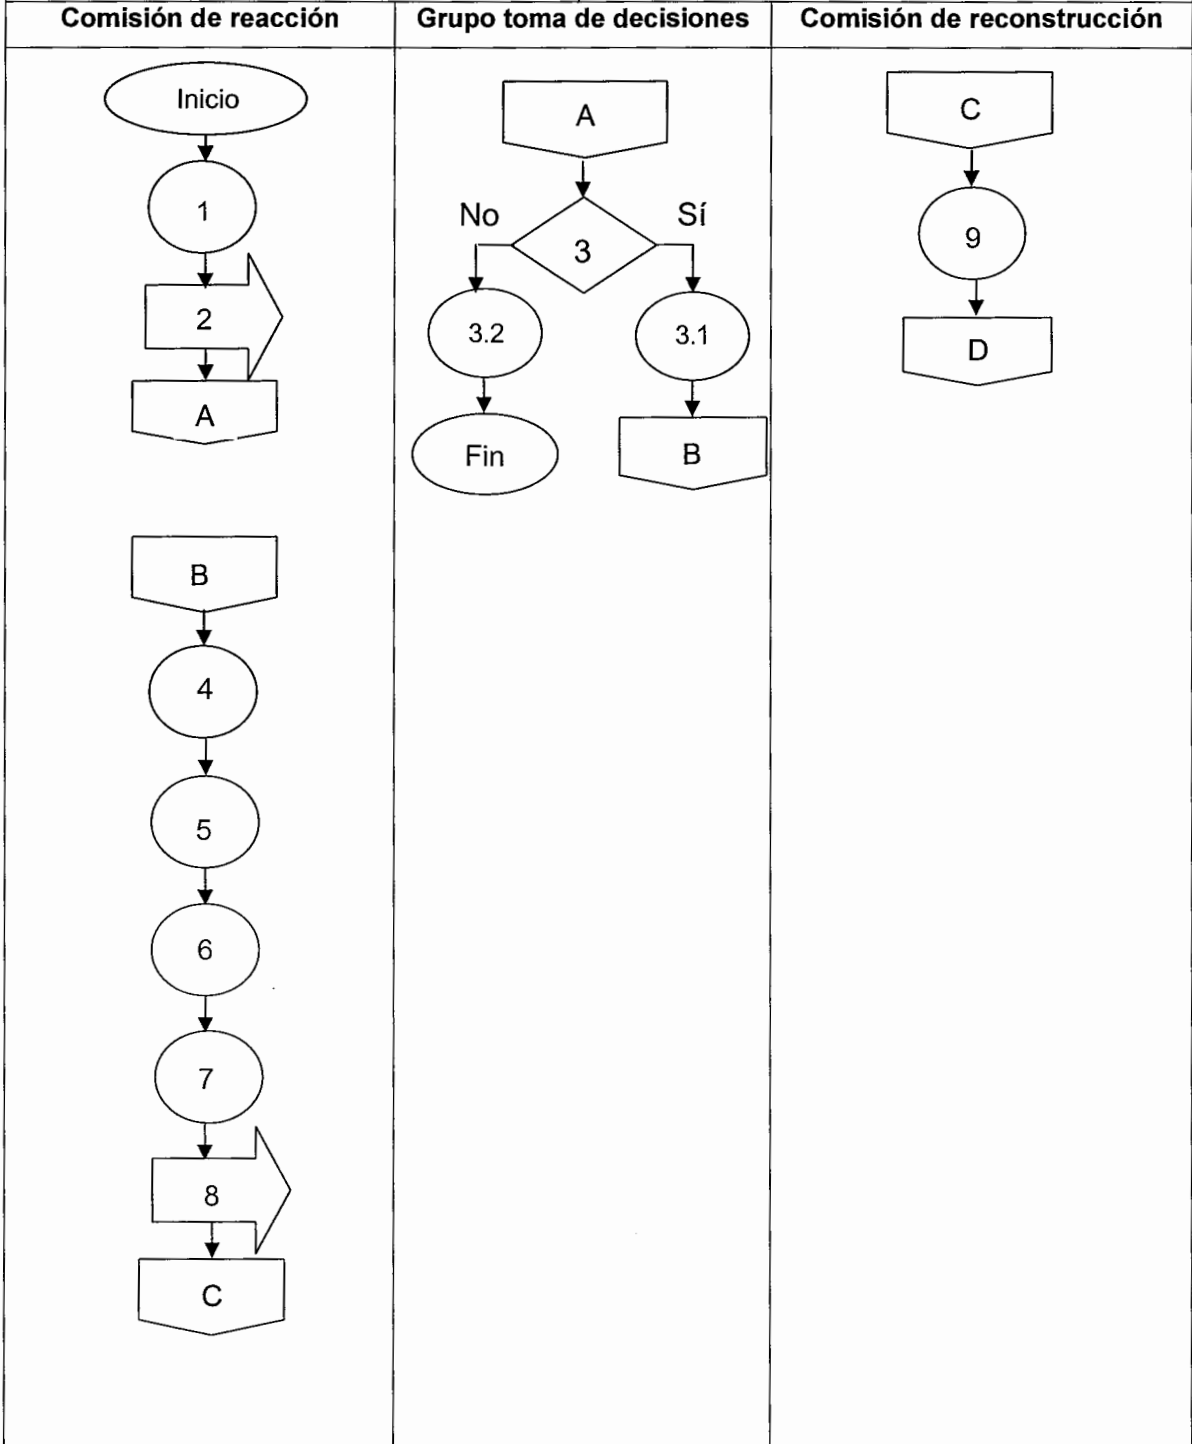 Comisión de reacción
Grupo toma de decisiones
Comisión de reconstrucción
Inicio
1
2
A
B
4
5
6
7
8
C
A
No
Sí
3
3.2
3.1
Fin
B
C
9
D